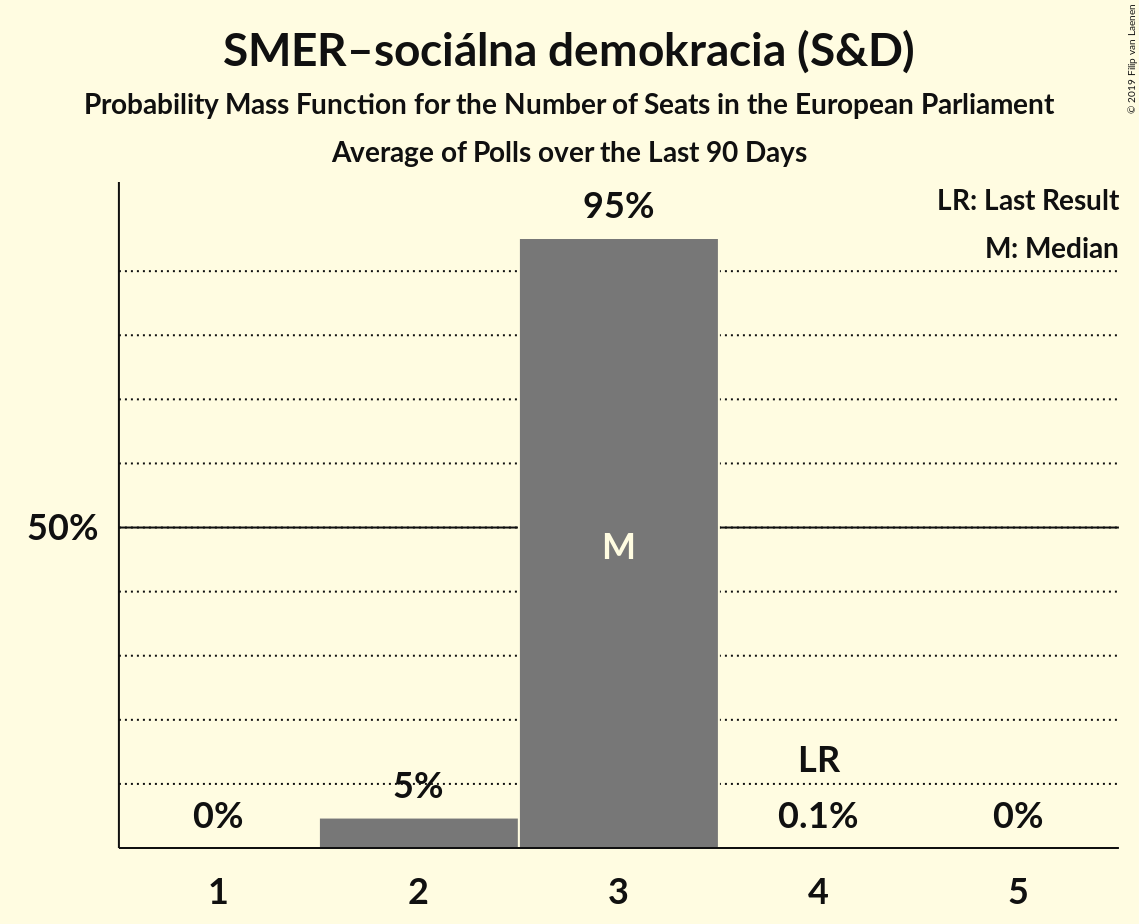 SMER–sociálna demokracia (S&D)
Probability Mass Function for the Number of Seats in the European Parliament
Average of Polls over the Last 90 Days
© 2019 Filip van Laenen
LR: Last Result
M: Median
95%
50%
M
LR
5%
0%
0.1%
0%
1 2 3 4 5